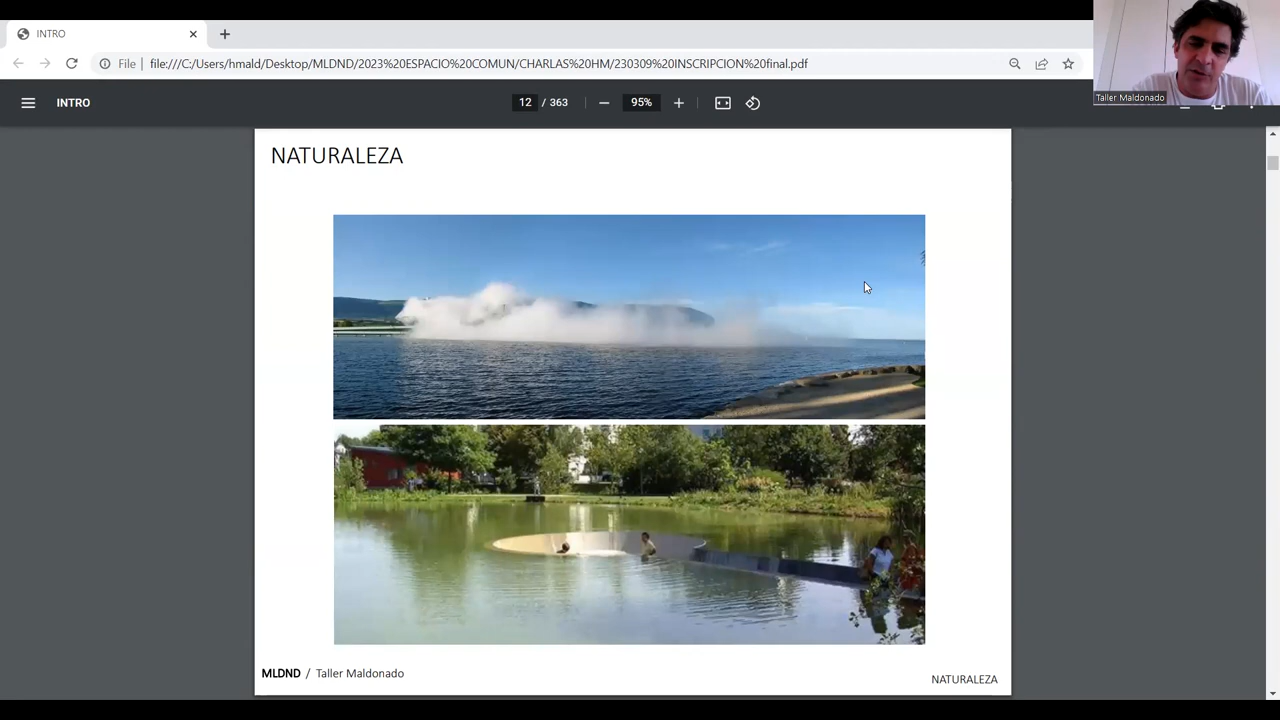 INTRO
File
file:///C:/Users/hmald/Desktop/MLDND/2023%20ESPACIO%20COMUN/CHARLAS%20HM/230309%20INSCRIPCION%20final.pdf
Taller Maldonado
INTRO
12 / 363
95%
NATURALEZA
MLDND / Taller Maldonado
NATURALEZA